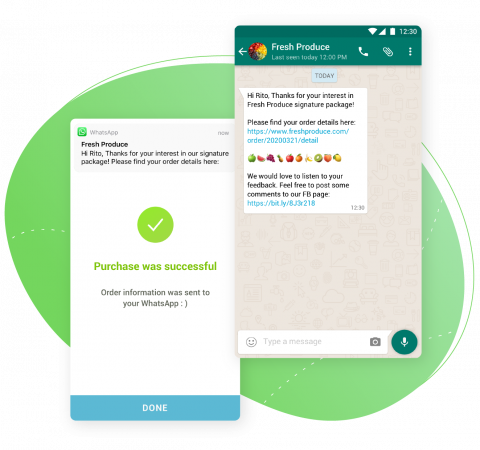 12:30
Fresh Produce
Last seen today 12:00 PM
TODAY
Hi Rito, Thanks for your interest in
Fresh Produce signature package!
Please find your order details here:
https://www.freshproduce.com/
order/20200321/detail
We would love to listen to your
feedback. Feel free to post some
comments to our FB page:
https://bit.ly/8J3r218
12:30
Type a message
WhatsApp
now
Fresh Produce
Hi Rito, Thanks for your interest in our signature
package! Please find your order details here:
Purchase was successful
Order information was sent to
your WhatsApp : )
DONE